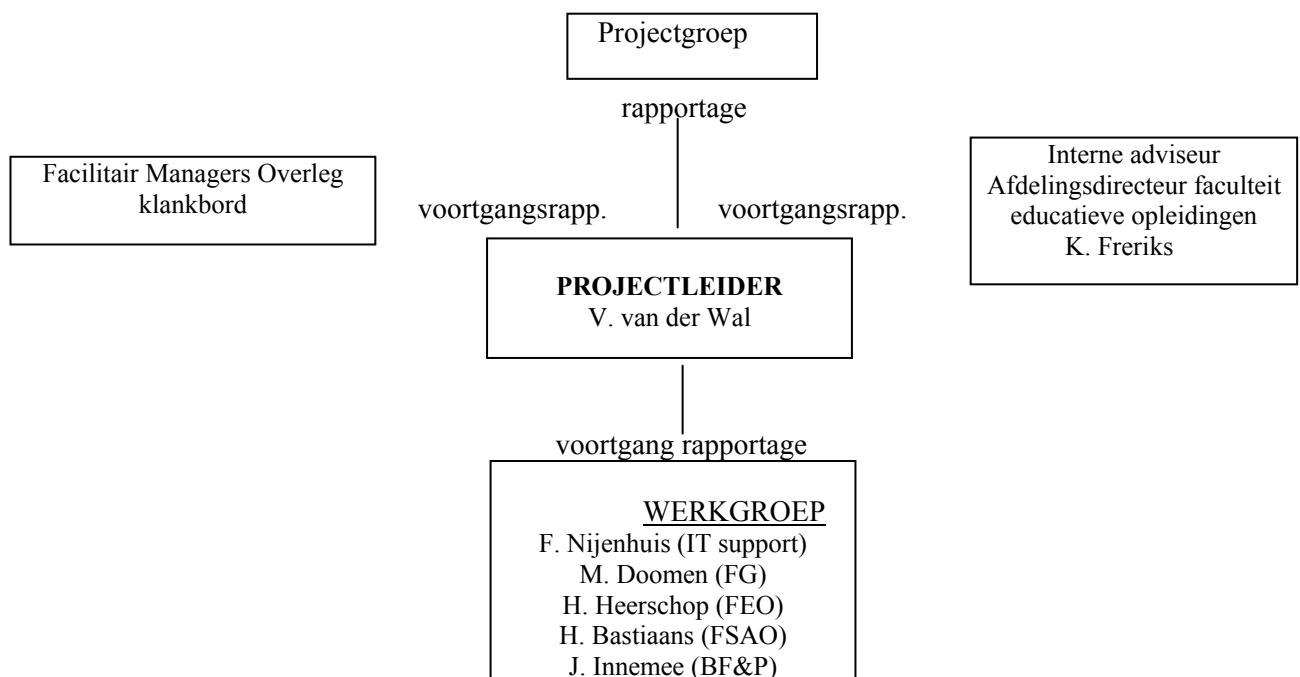 Projectgroep
rapportage
Facilitair Managers Overleg
klankbord
voortgangsrapp.
voortgangsrapp.
Interne adviseur
Afdelingsdirecteur faculteit
educatieve opleidingen
K. Freriks
PROJECTLEIDER
V. van der Wal
voortgang rapportage
WERKGROEP
F. Nijenhuis (IT support)
M. Doomen (FG)
H. Heerschop (FEO)
H. Bastiaans (FSAO)
J. Innemee (BF&P)